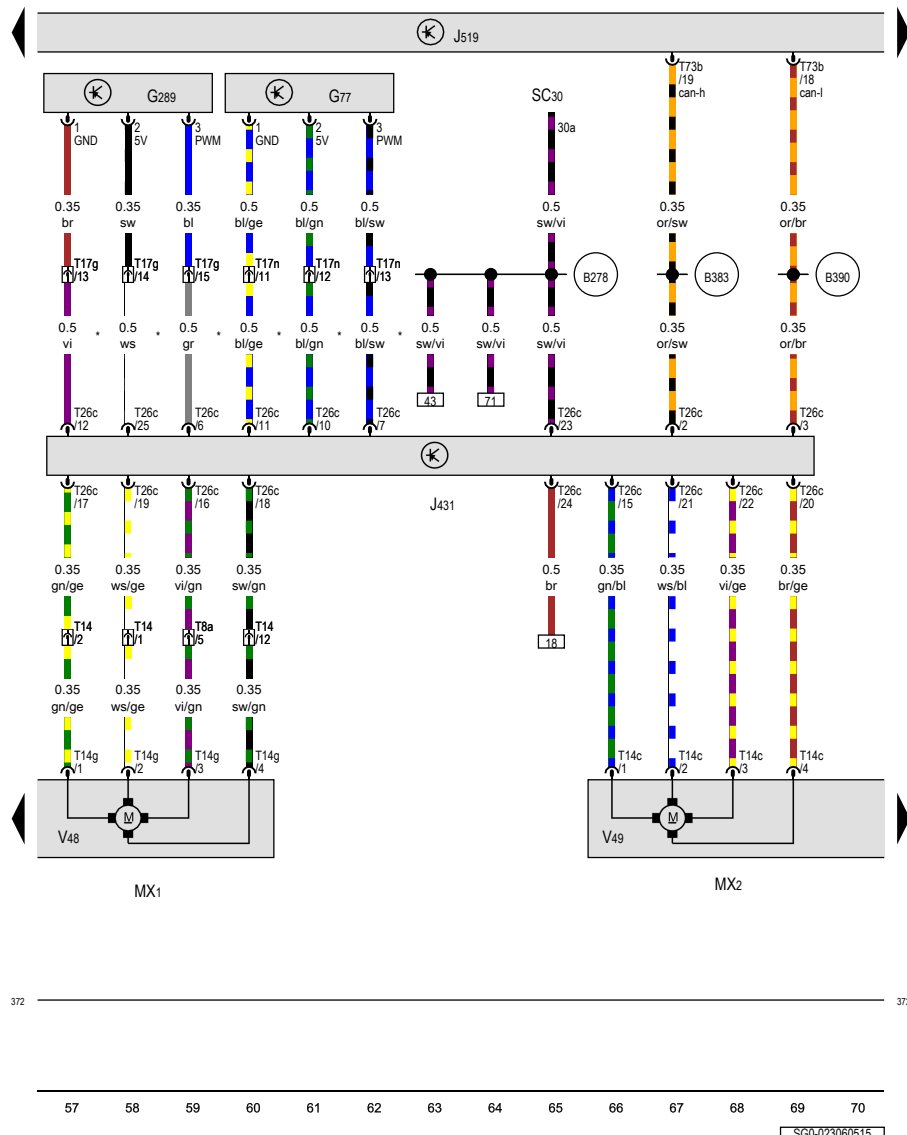 J519
T73b
/19
can-h
T73b
/18
can-l
G289
G77
SC30
30a
1
GND
2
5V
3
PWM
1
GND
2
5V
3
PWM
0.35 0.35 0.35 0.5 0.5 0.5 0.5 0.35 0.35
br sw bl bl/ge bl/gn bl/sw sw/vi or/sw or/br
T17g
/13
T17g
/14
T17g
/15
T17n
/11
T17n
/12
T17n
/13
B278
B383
B390
0.5 * 0.5 * 0.5 * 0.5 * 0.5 * 0.5 * 0.5 0.5 0.5 0.35 0.35
vi ws gr bl/ge bl/gn bl/sw sw/vi sw/vi sw/vi or/sw or/br
43
71
T26c
/12
T26c
/25
T26c
/6
T26c
/11
T26c
/10
T26c
/7
T26c
/23
T26c
/2
T26c
/3
T26c
/17
T26c
/19
T26c
/16
T26c
/18
J431
T26c
/24
T26c
/15
T26c
/21
T26c
/22
T26c
/20
0.35 0.35 0.35 0.35 0.5 0.35 0.35 0.35 0.35
gn/ge ws/ge vi/gn sw/gn br gn/bl ws/bl vi/ge br/ge
T14
/2
T14
/1
T8a
/5
T14
/12
18
0.35 0.35 0.35 0.35
gn/ge ws/ge vi/gn sw/gn
T14g
/1
T14g
/2
T14g
/3
T14g
/4
T14c
/1
T14c
/2
T14c
/3
T14c
/4
M
V48
M
V49
MX1
MX2
372
57 58 59 60 61 62 63 64 65 66 67 68 69 70
SG0-023060515